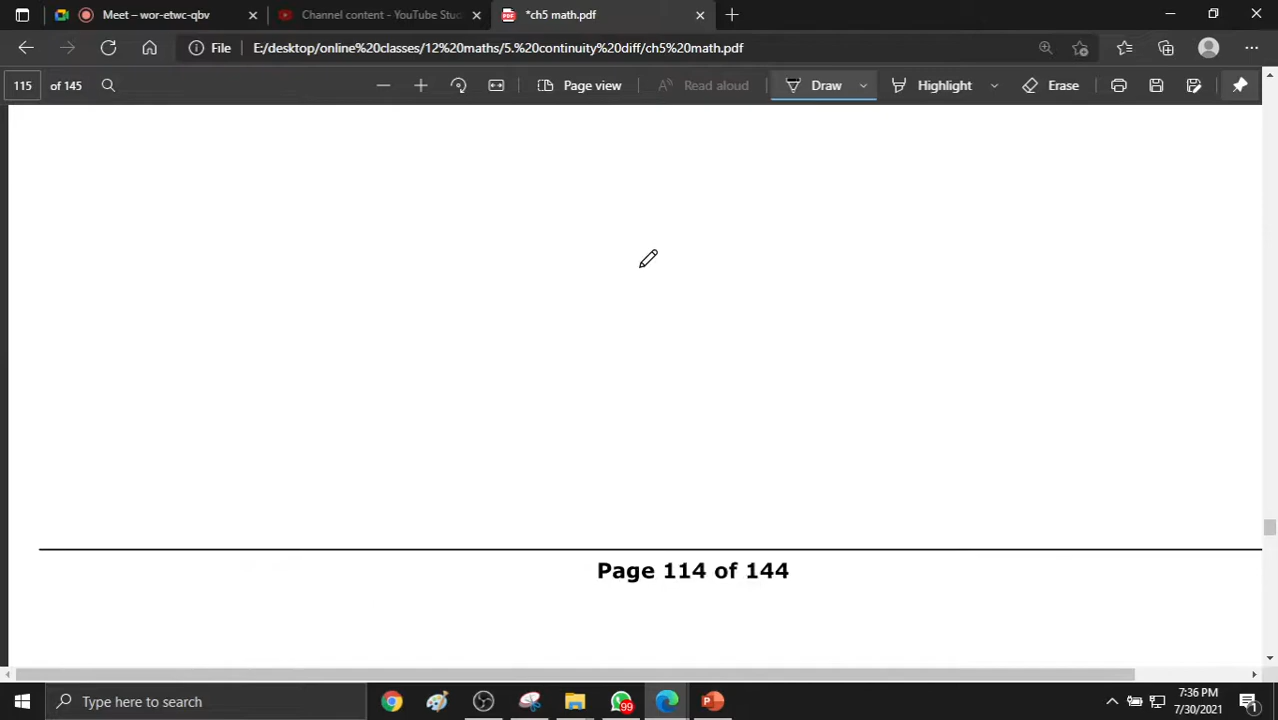 Meet – wor-etwc-qbv
Channel content - YouTube Stud
*ch5 math.pdf
File
E:/desktop/online%20classes/12%20maths/5.%20continuity%20diff/ch5%20math.pdf
115 of 145
Page view
Read aloud
Draw
Highlight
Erase
Page 114 of 144
Type here to search
99
7:36 PM
7/30/2021
1